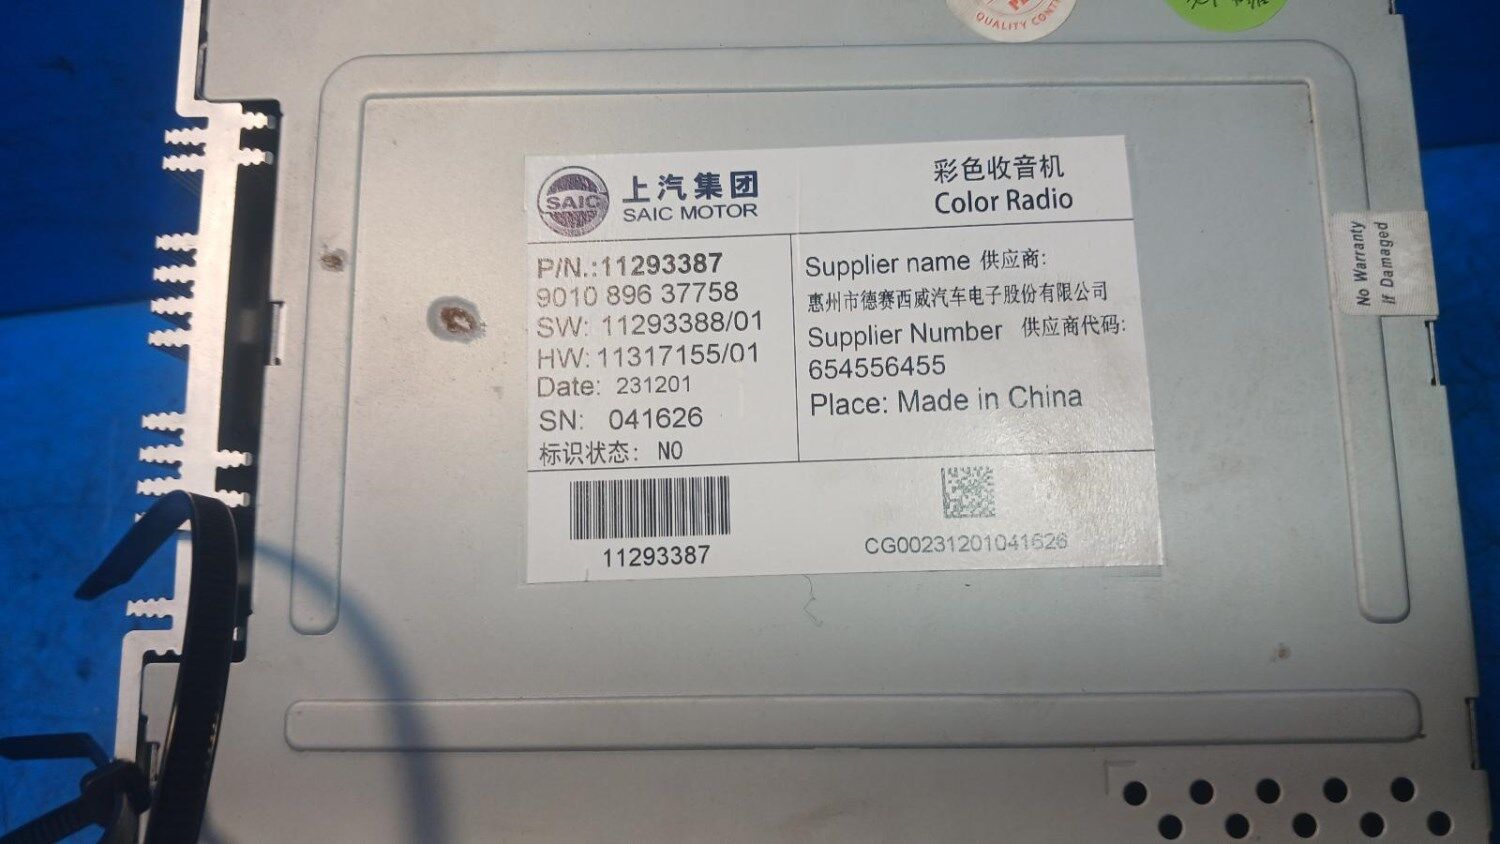 QUALITY CONT
SAIC
上汽集团
SAIC MOTOR
彩色收音机
Color Radio
P/N.:11293387
9010 896 37758
SW: 11293388/01
HW: 11317155/01
Date: 231201
SN: 041626
标识状态: NO
Supplier name 供应商:
惠州市德赛西威汽车电子股份有限公司
Supplier Number 供应商代码:
654556455
Place: Made in China
11293387
CG00231201041626
No Warranty
if Damaged